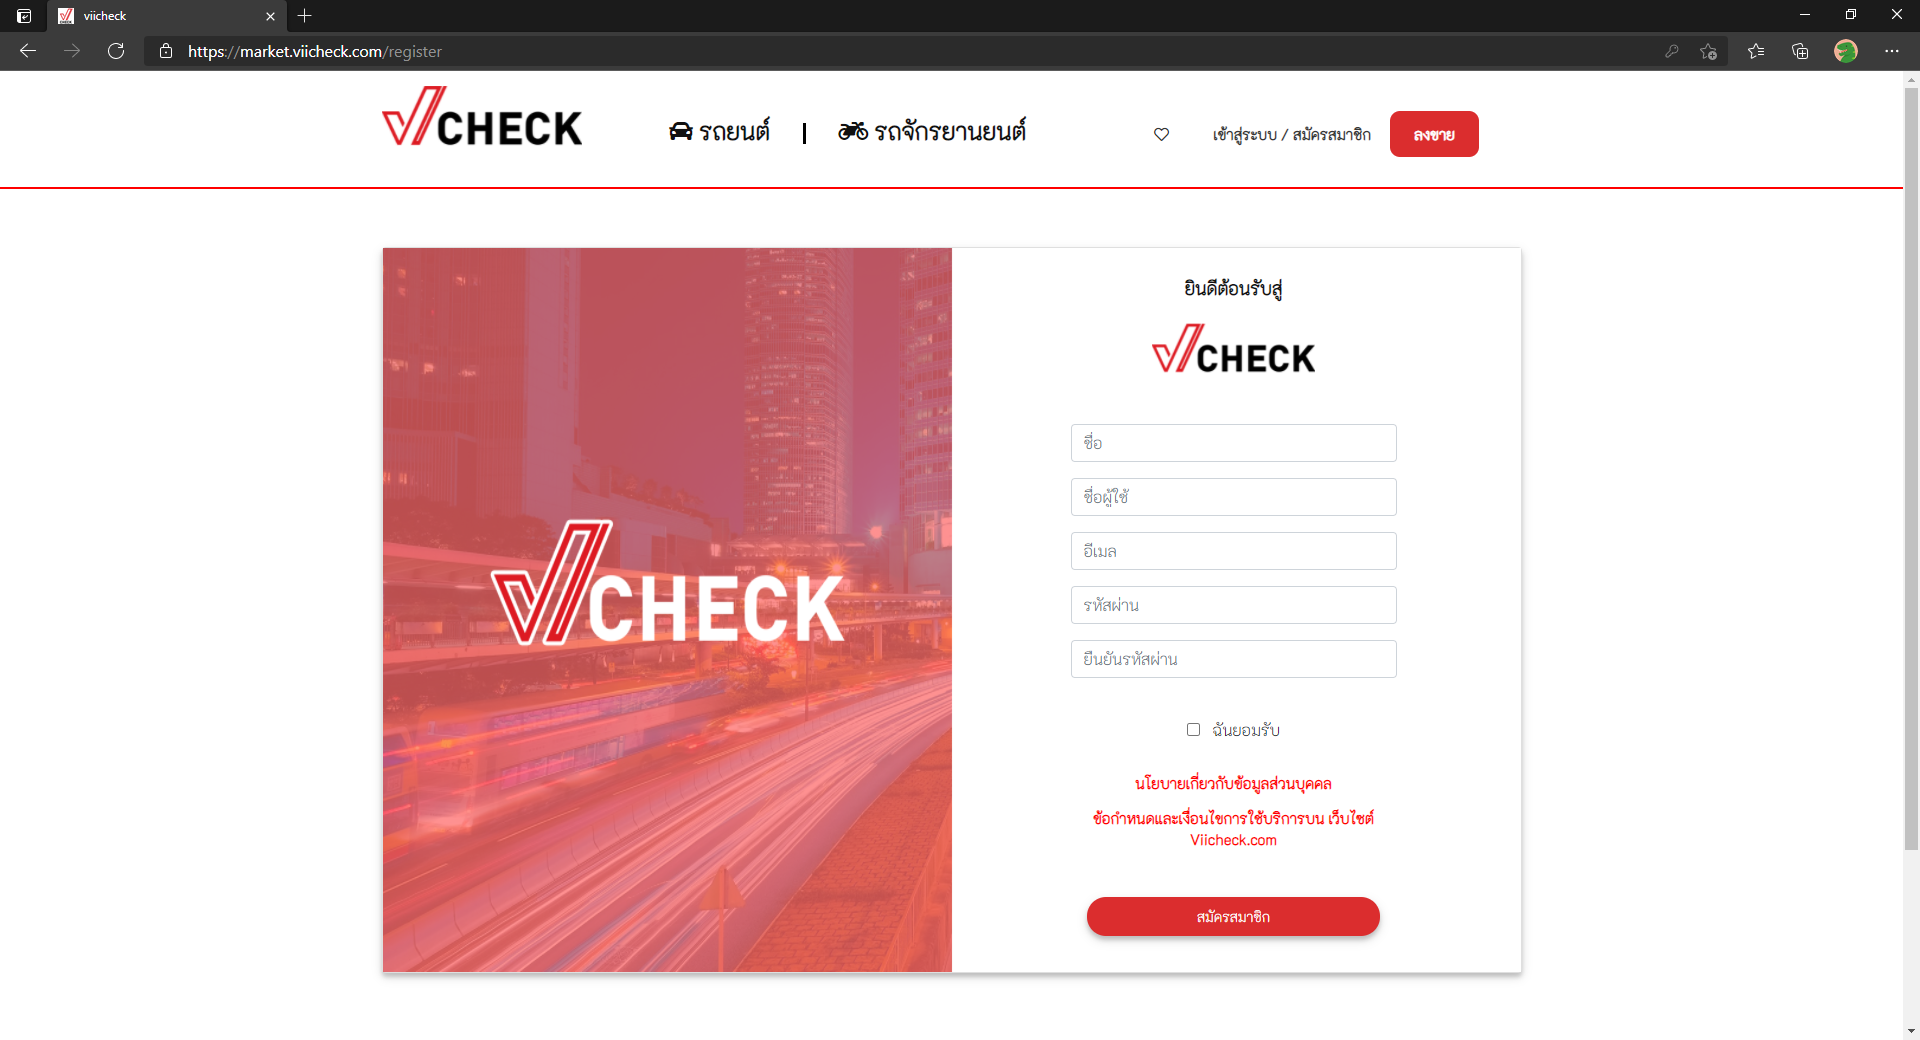 viicheck
https://market.viicheck.com/register
CHECK
รถยนต์ | รถจักรยานยนต์
เข้าสู่ระบบ / สมัครสมาชิก
ลงขาย
CHECK
ยินดีต้อนรับสู่
CHECK
ชื่อ
ชื่อผู้ใช้
อีเมล
รหัสผ่าน
ยืนยันรหัสผ่าน
ฉันยอมรับ
นโยบายเกี่ยวกับข้อมูลส่วนบุคคล
ข้อกำหนดและเงื่อนไขการใช้บริการบน เว็บไซต์
Viicheck.com
สมัครสมาชิก